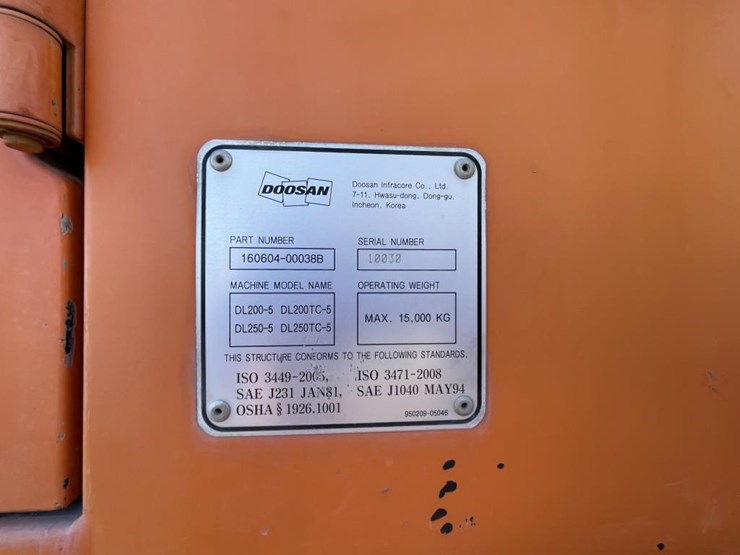 DOOSAN
Doosan Infracore Co., Ltd.
7-11, Hwasu-dong, Dong-gu,
Incheon, Korea
PART NUMBER
160604-00038B
SERIAL NUMBER
10030
MACHINE MODEL NAME
DL200-5 DL200TC-5
DL250-5 DL250TC-5
OPERATING WEIGHT
MAX. 15,000 KG
THIS STRUCTURE CONFORMS TO THE FOLLOWING STANDARDS.
ISO 3449-2005, ISO 3471-2008
SAE J231 JAN81, SAE J1040 MAY94
OSHA § 1926.1001
950209-05046